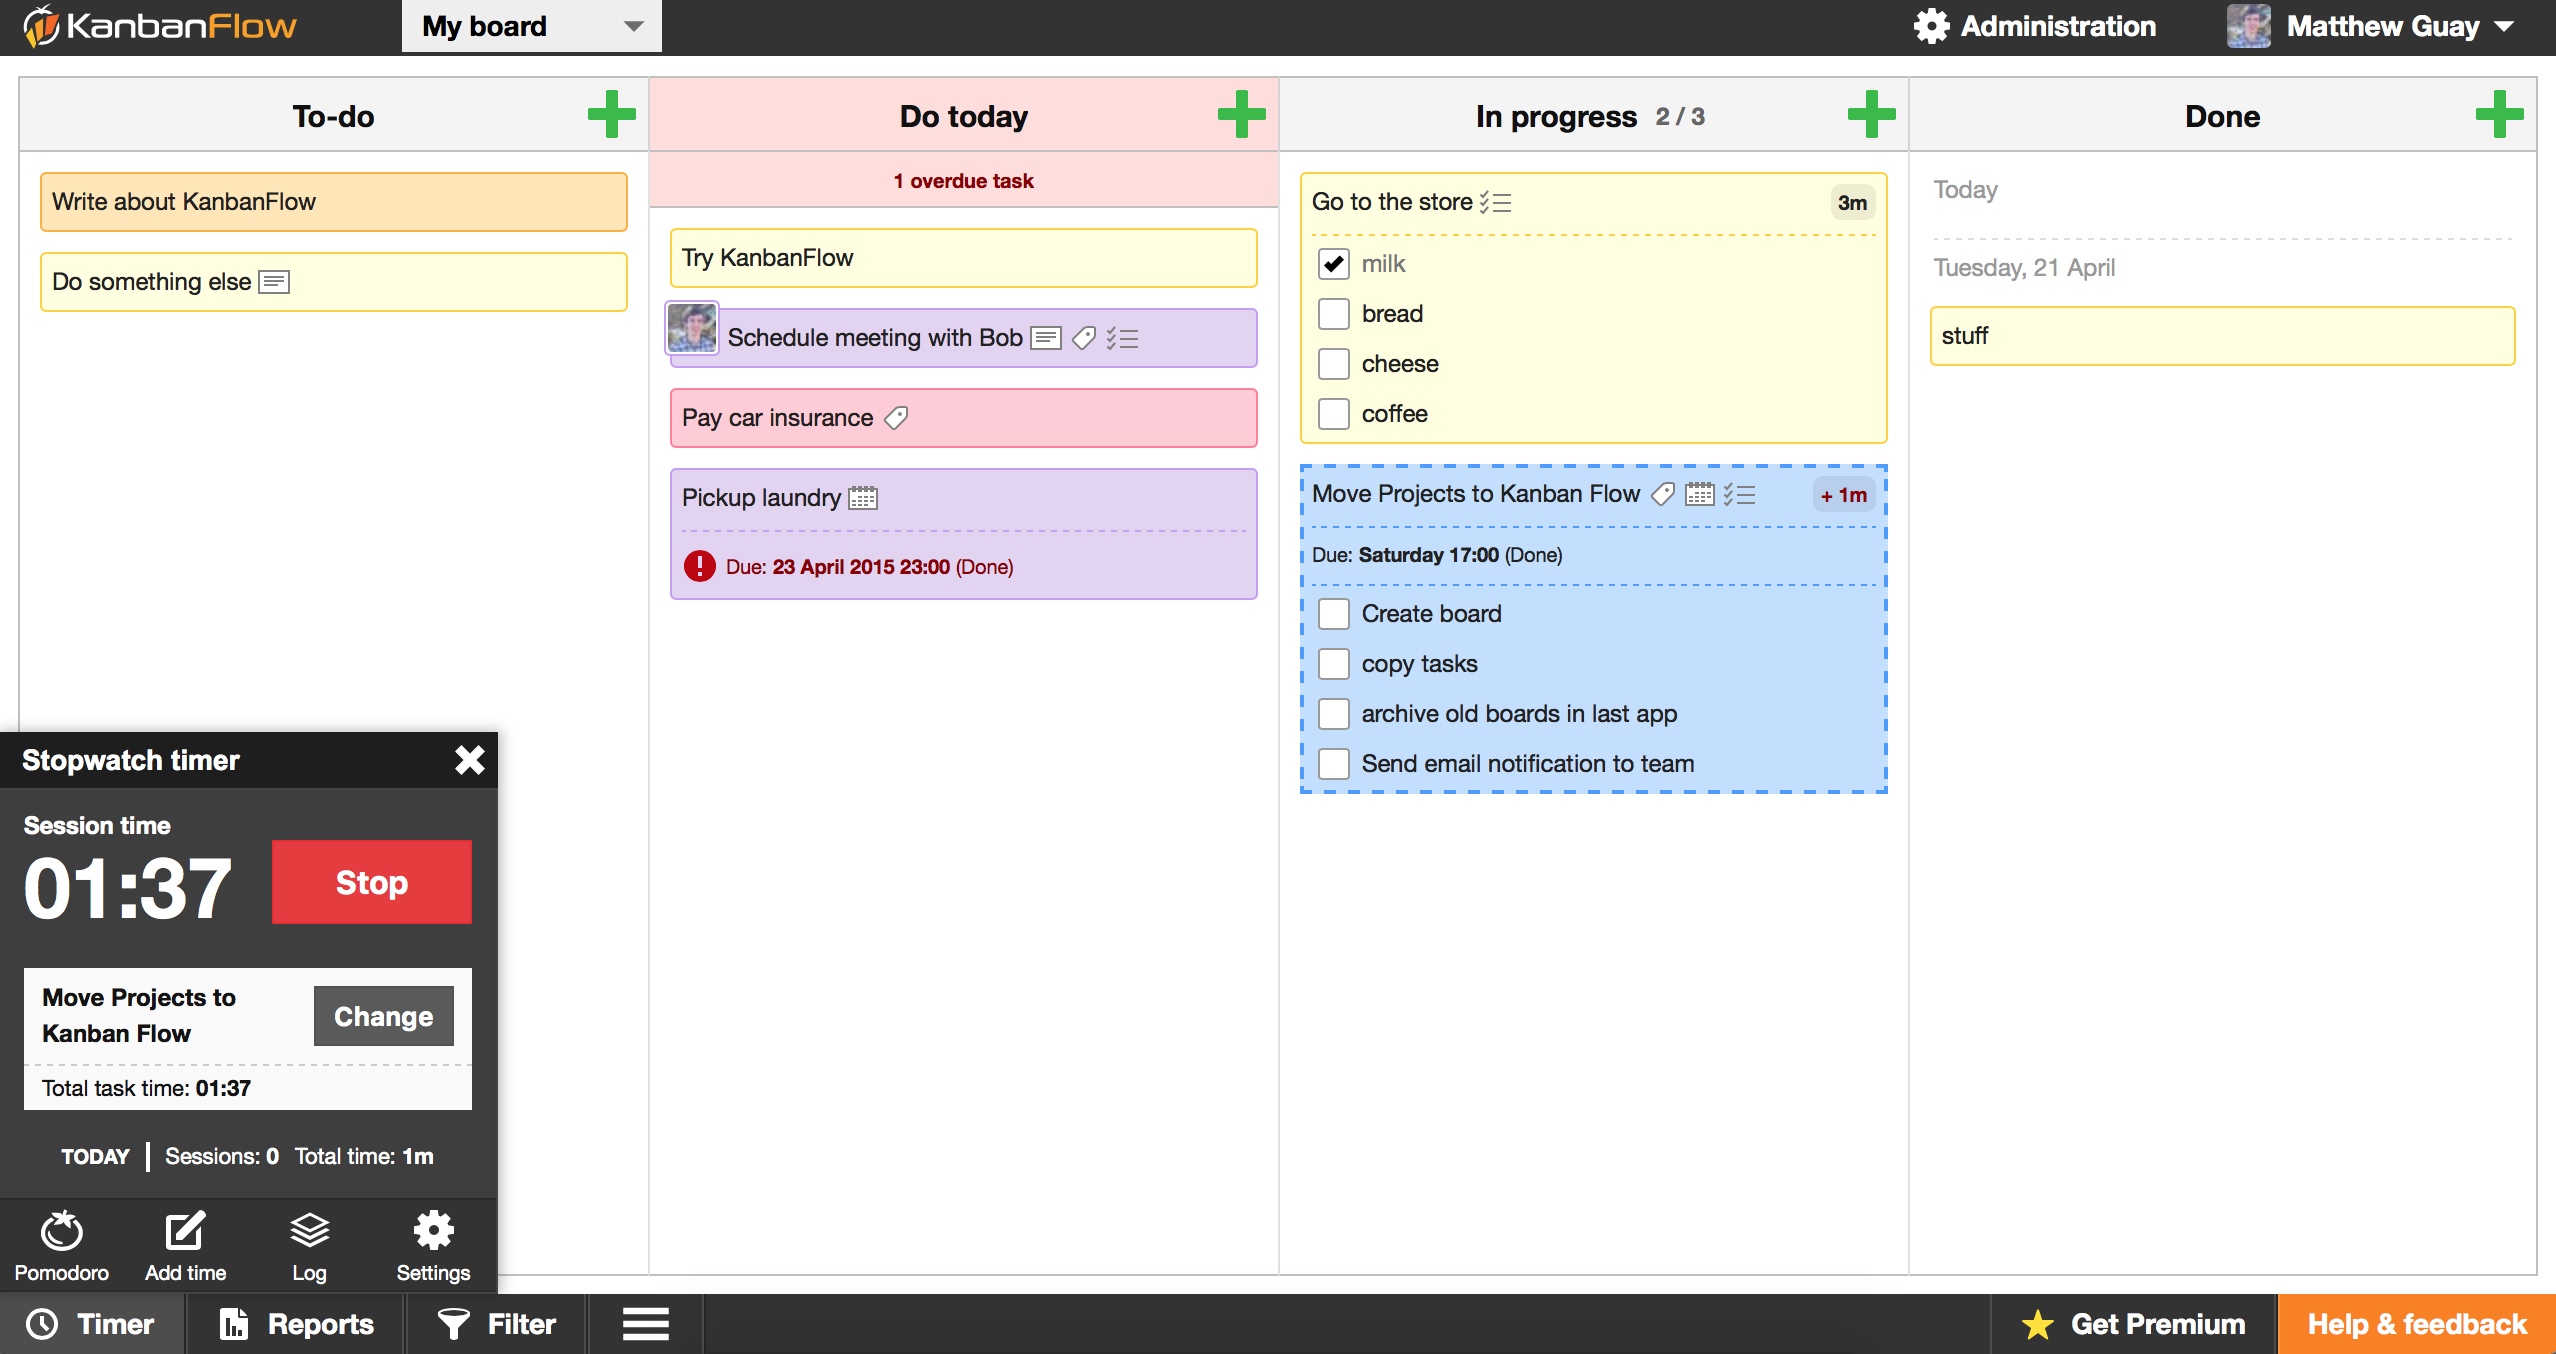 KanbanFlow
My board
Administration
Matthew Guay
To-do
Write about KanbanFlow
Do something else
Do today
1 overdue task
Try KanbanFlow
Schedule meeting with Bob
Pay car insurance
Pickup laundry
Due: 23 April 2015 23:00 (Done)
In progress 2 / 3
Go to the store 3m
milk
bread
cheese
coffee
Move Projects to Kanban Flow + 1m
Due: Saturday 17:00 (Done)
Create board
copy tasks
archive old boards in last app
Send email notification to team
Done
Today
Tuesday, 21 April
stuff
Stopwatch timer
Session time
01:37
Stop
Move Projects to
Kanban Flow
Change
Total task time: 01:37
TODAY Sessions: 0 Total time: 1m
Pomodoro Add time Log Settings
Timer Reports Filter Get Premium Help & feedback